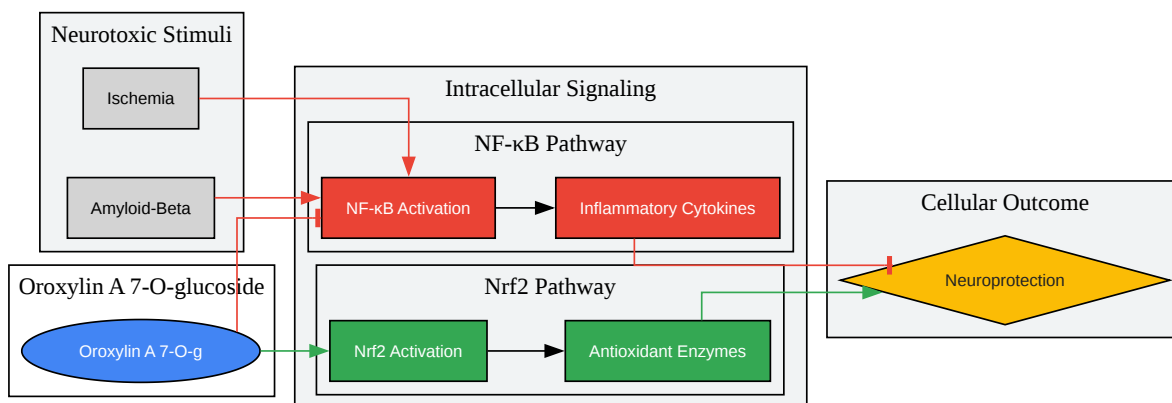 Neurotoxic Stimuli
Ischemia
Amyloid-Beta
Oroxylin A 7-O-glucoside
Oroxylin A 7-O-g
Intracellular Signaling
NF-κB Pathway
NF-κB Activation
Inflammatory Cytokines
Nrf2 Pathway
Nrf2 Activation
Antioxidant Enzymes
Cellular Outcome
Neuroprotection